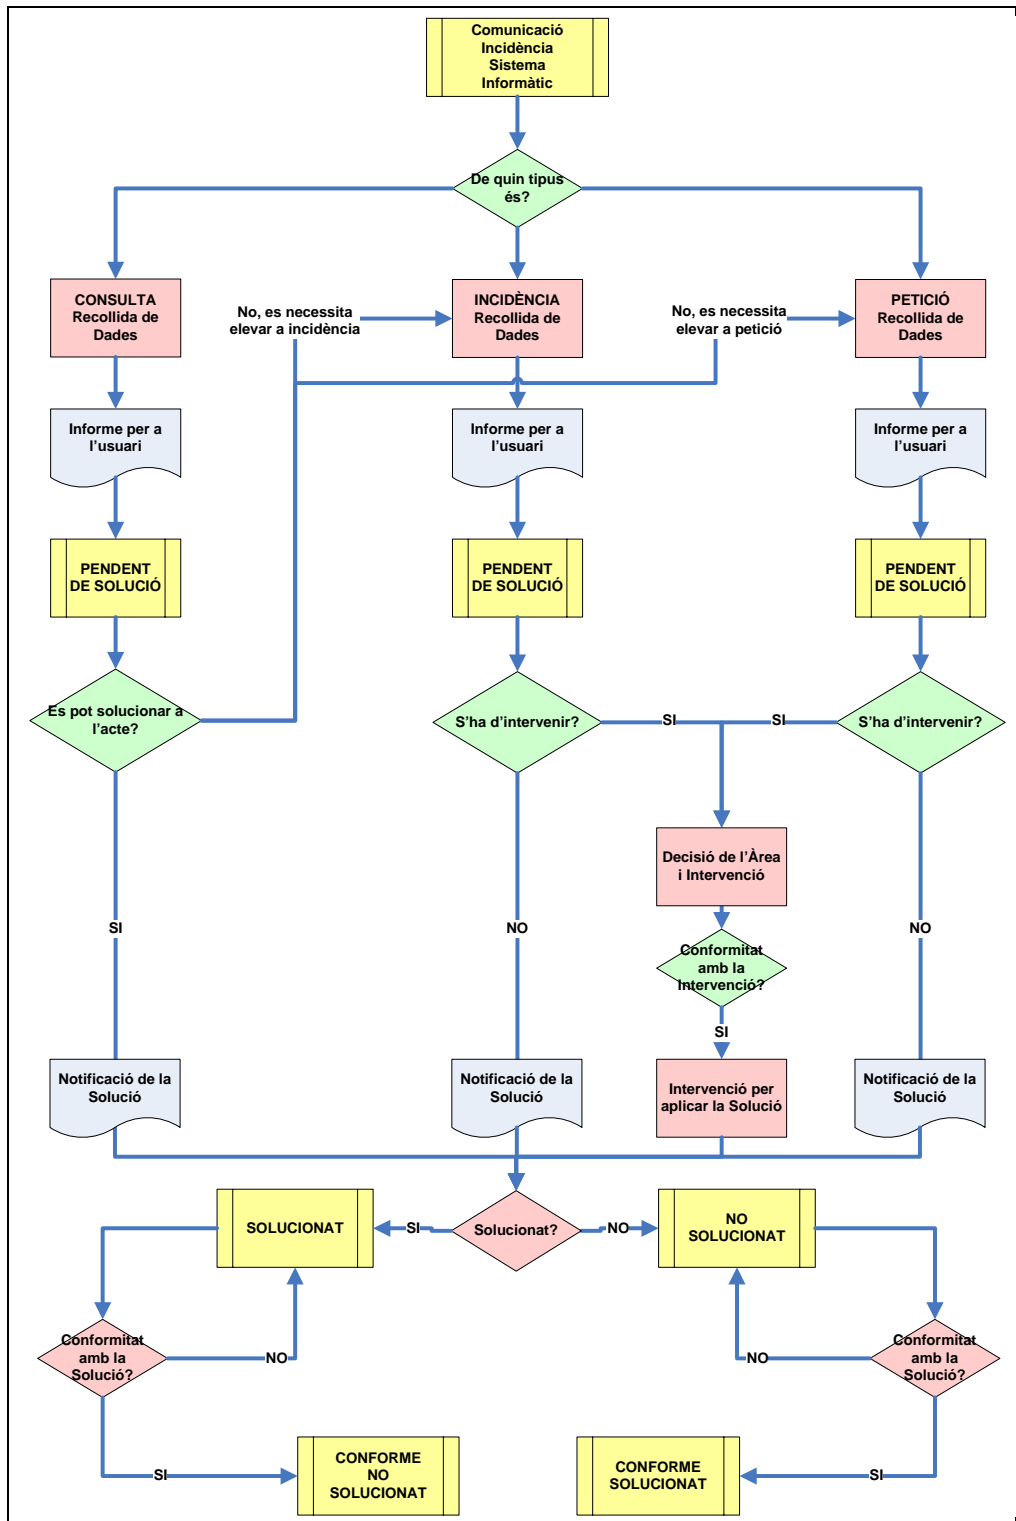 Comunicació
Incidència
Sistema
Informàtic
De quin tipus
és?
CONSULTA
Recollida de
Dades
No, es necessita
elevar a incidència
INCIDÈNCIA
Recollida de
Dades
No, es necessita
elevar a petició
PETICIÓ
Recollida de
Dades
Informe per a
l’usuari
Informe per a
l’usuari
Informe per a
l’usuari
PENDENT
DE SOLUCIÓ
PENDENT
DE SOLUCIÓ
PENDENT
DE SOLUCIÓ
Es pot solucionar a
l’acte?
S’ha d’intervenir?
SI
SI
S’ha d’intervenir?
Decisió de l’Àrea
i Intervenció
SI
NO
NO
Conformitat
amb la
Intervenció?
SI
Notificació de la
Solució
Notificació de la
Solució
Intervenció per
aplicar la Solució
Notificació de la
Solució
SOLUCIONAT
SI
Solucionat?
NO
NO
SOLUCIONAT
Conformitat
amb la
Solució?
NO
NO
Conformitat
amb la
Solució?
SI
CONFORME
NO
SOLUCIONAT
CONFORME
SOLUCIONAT
SI